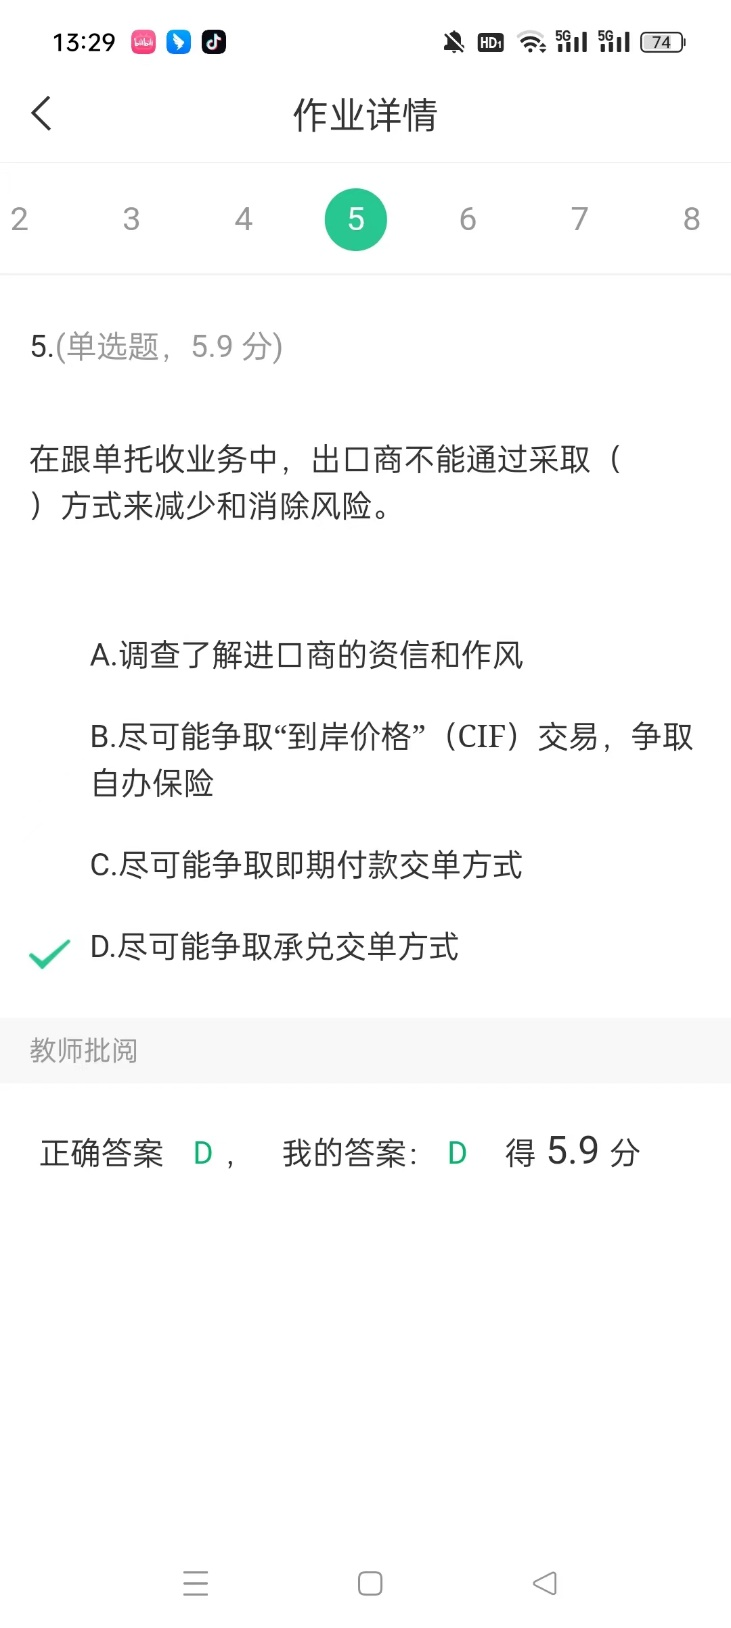 13:29 bilibili HD1 5G 5G 74
作业详情
2 3 4 5 6 7 8
5.(单选题，5.9 分)
在跟单托收业务中，出口商不能通过采取（
）方式来减少和消除风险。
A.调查了解进口商的资信和作风
B.尽可能争取“到岸价格”（CIF）交易，争取
自办保险
C.尽可能争取即期付款交单方式
D.尽可能争取承兑交单方式
教师批阅
正确答案 D ， 我的答案： D 得 5.9 分